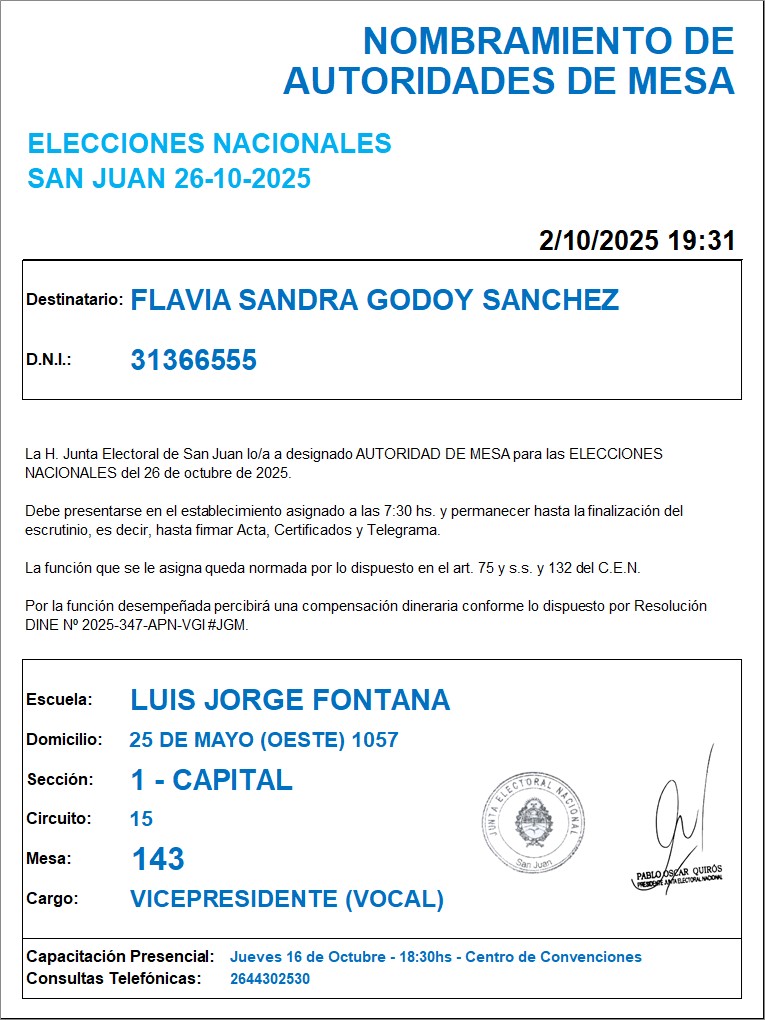 NOMBRAMIENTO DE
AUTORIDADES DE MESA
ELECCIONES NACIONALES
SAN JUAN 26-10-2025
2/10/2025 19:31
Destinatario: FLAVIA SANDRA GODOY SANCHEZ
D.N.I.: 31366555
La H. Junta Electoral de San Juan lo/a a designado AUTORIDAD DE MESA para las ELECCIONES
NACIONALES del 26 de octubre de 2025.
Debe presentarse en el establecimiento asignado a las 7:30 hs. y permanecer hasta la finalización del
escrutinio, es decir, hasta firmar Acta, Certificados y Telegrama.
La función que se le asigna queda normada por lo dispuesto en el art. 75 y s.s. y 132 del C.E.N.
Por la función desempeñada percibirá una compensación dineraria conforme lo dispuesto por Resolución
DINE Nº 2025-347-APN-VGI#JGM.
Escuela: LUIS JORGE FONTANA
Domicilio: 25 DE MAYO (OESTE) 1057
Sección: 1 - CAPITAL
Circuito: 15
Mesa: 143
Cargo: VICEPRESIDENTE (VOCAL)
JUNTA ELECTORAL NACIONAL
San Juan
PABLO OSCAR QUIRÓS
PRESIDENTE JUNTA ELECTORAL NACIONAL
Capacitación Presencial: Jueves 16 de Octubre - 18:30hs - Centro de Convenciones
Consultas Telefónicas: 2644302530